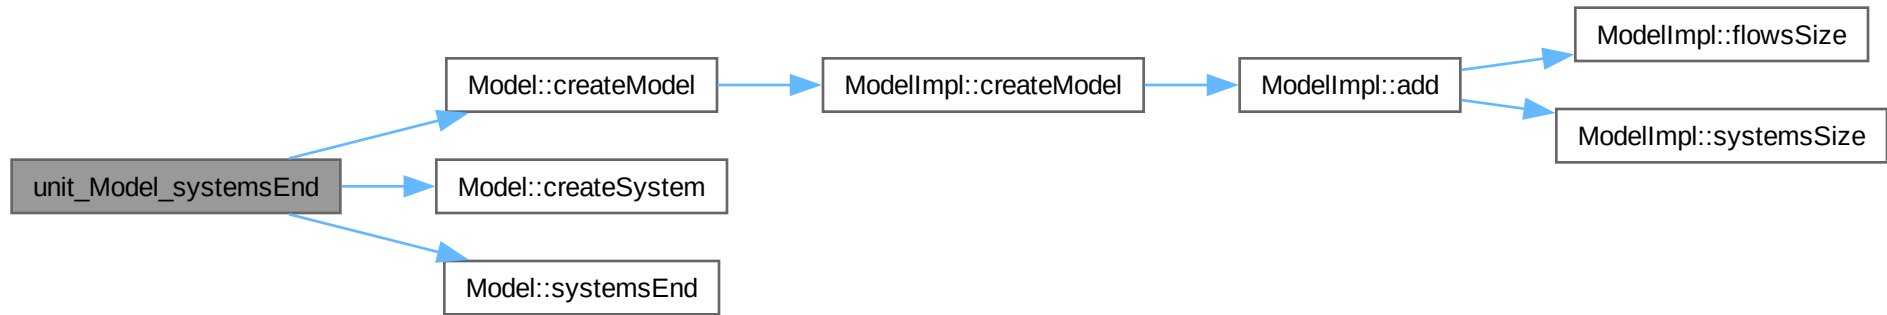 unit_Model_systemsEnd
Model::createModel
ModelImpl::createModel
ModelImpl::add
ModelImpl::flowsSize
ModelImpl::systemsSize
Model::createSystem
Model::systemsEnd